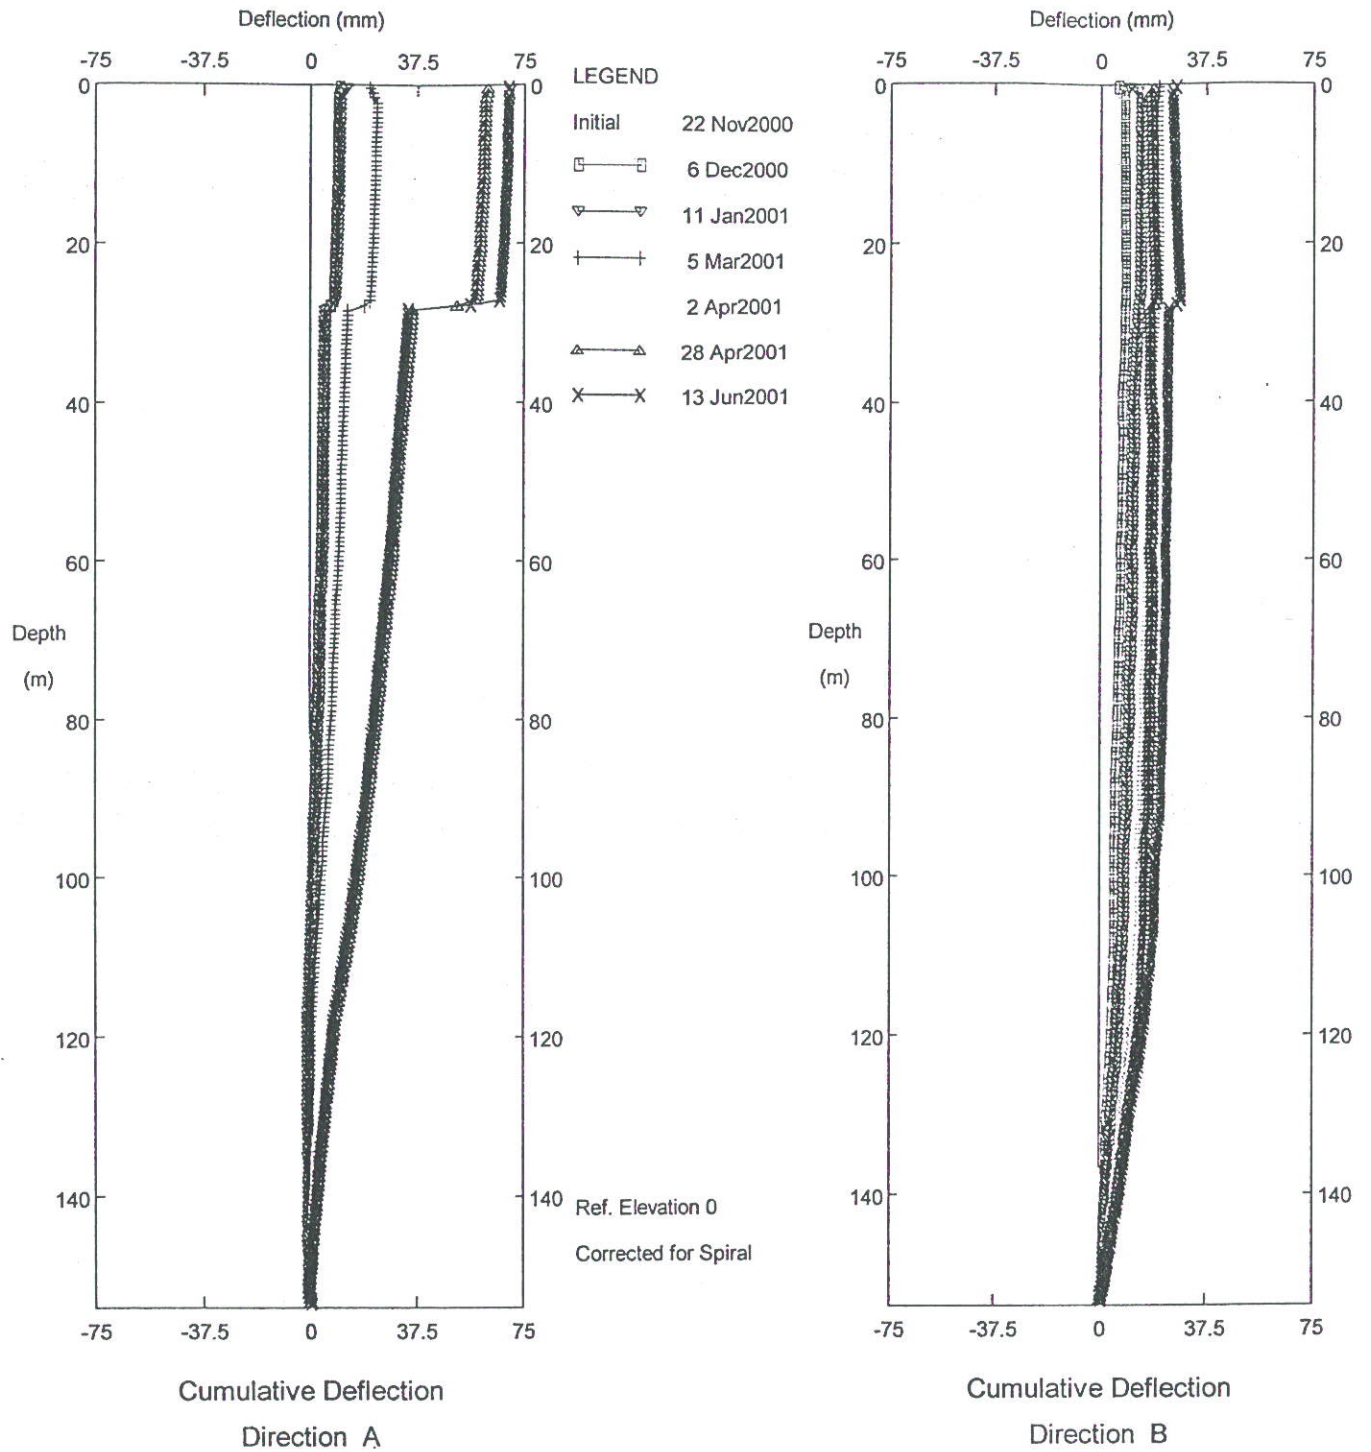 Deflection (mm)
-75 -37.5 0 37.5 75
0 0
20 20
40 40
60 60
Depth
(m)
80 80
100 100
120 120
140 140
-75 -37.5 0 37.5 75
Cumulative Deflection
Direction A
LEGEND
Initial 22 Nov2000
6 Dec2000
11 Jan2001
5 Mar2001
2 Apr2001
28 Apr2001
13 Jun2001
Ref. Elevation 0
Corrected for Spiral
Deflection (mm)
-75 -37.5 0 37.5 75
0 0
20 20
40 40
60 60
Depth
(m)
80 80
100 100
120 120
140 140
-75 -37.5 0 37.5 75
Cumulative Deflection
Direction B